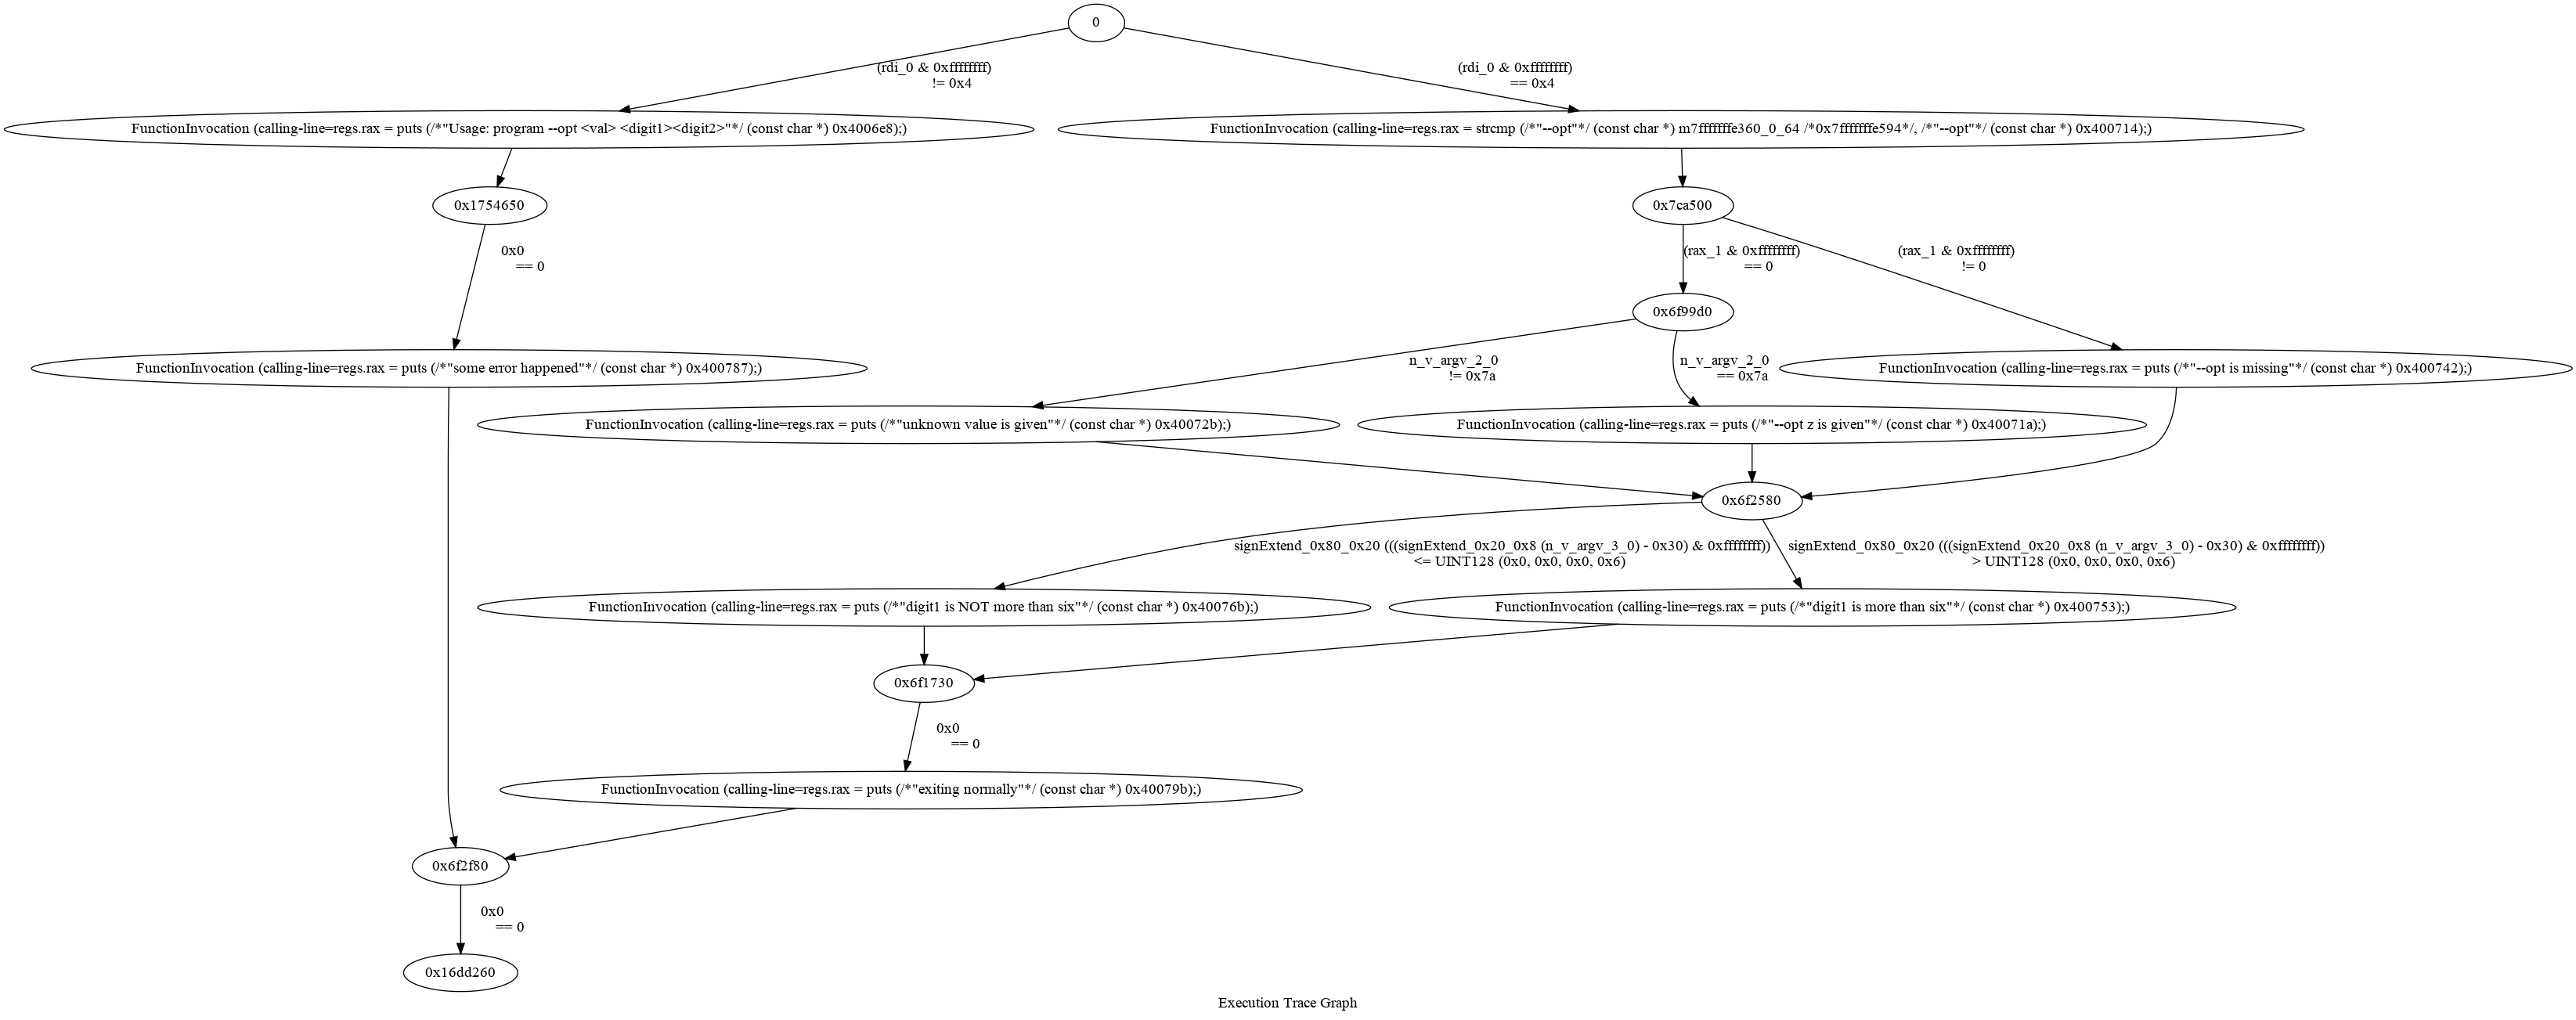 0
(rdi_0 & 0xffffffff)
!= 0x4
(rdi_0 & 0xffffffff)
== 0x4
FunctionInvocation (calling-line=regs.rax = puts (/*"Usage: program --opt <val> <digit1><digit2>"*/ (const char *) 0x4006e8);)
FunctionInvocation (calling-line=regs.rax = strcmp (/*"--opt"*/ (const char *) m7fffffffe360_0_64 /*0x7fffffffe594*/, /*"--opt"*/ (const char *) 0x400714);)
0x1754650
0x7ca500
0x0
== 0
(rax_1 & 0xffffffff)
== 0
(rax_1 & 0xffffffff)
!= 0
0x6f99d0
FunctionInvocation (calling-line=regs.rax = puts (/*"some error happened"*/ (const char *) 0x400787);)
n_v_argv_2_0
!= 0x7a
n_v_argv_2_0
== 0x7a
FunctionInvocation (calling-line=regs.rax = puts (/*"--opt is missing"*/ (const char *) 0x400742);)
FunctionInvocation (calling-line=regs.rax = puts (/*"unknown value is given"*/ (const char *) 0x40072b);)
FunctionInvocation (calling-line=regs.rax = puts (/*"--opt z is given"*/ (const char *) 0x40071a);)
0x6f2580
signExtend_0x80_0x20 (((signExtend_0x20_0x8 (n_v_argv_3_0) - 0x30) & 0xffffffff))
<= UINT128 (0x0, 0x0, 0x0, 0x6)
signExtend_0x80_0x20 (((signExtend_0x20_0x8 (n_v_argv_3_0) - 0x30) & 0xffffffff))
> UINT128 (0x0, 0x0, 0x0, 0x6)
FunctionInvocation (calling-line=regs.rax = puts (/*"digit1 is NOT more than six"*/ (const char *) 0x40076b);)
FunctionInvocation (calling-line=regs.rax = puts (/*"digit1 is more than six"*/ (const char *) 0x400753);)
0x6f1730
0x0
== 0
FunctionInvocation (calling-line=regs.rax = puts (/*"exiting normally"*/ (const char *) 0x40079b);)
0x6f2f80
0x0
== 0
0x16dd260
Execution Trace Graph